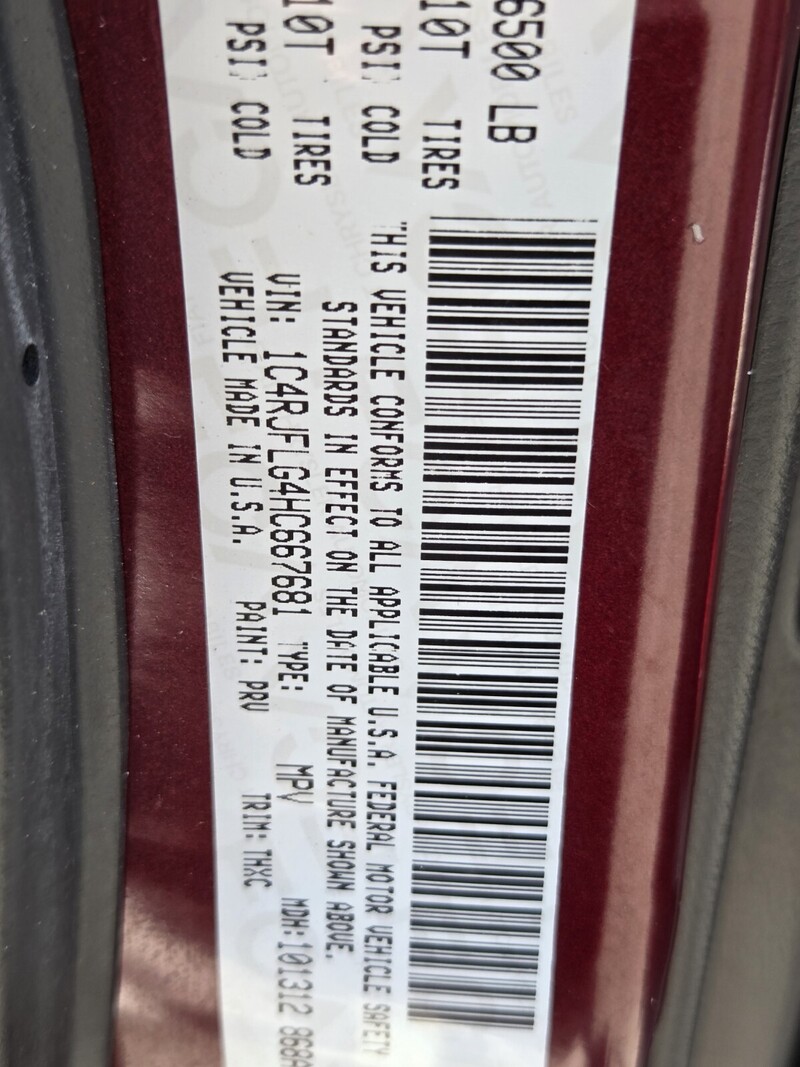 6500 LB
10T TIRES
PSI COLD
10T TIRES
PSI COLD
THIS VEHICLE CONFORMS TO ALL APPLICABLE U.S.A. FEDERAL MOTOR VEHICLE SAFETY
STANDARDS IN EFFECT ON THE DATE OF MANUFACTURE SHOWN ABOVE.
VIN: 1C4RJFLG4HC667681 TYPE: MPV MDH:101312 868A
VEHICLE MADE IN U.S.A. PAINT: PRV TRIM: THXC